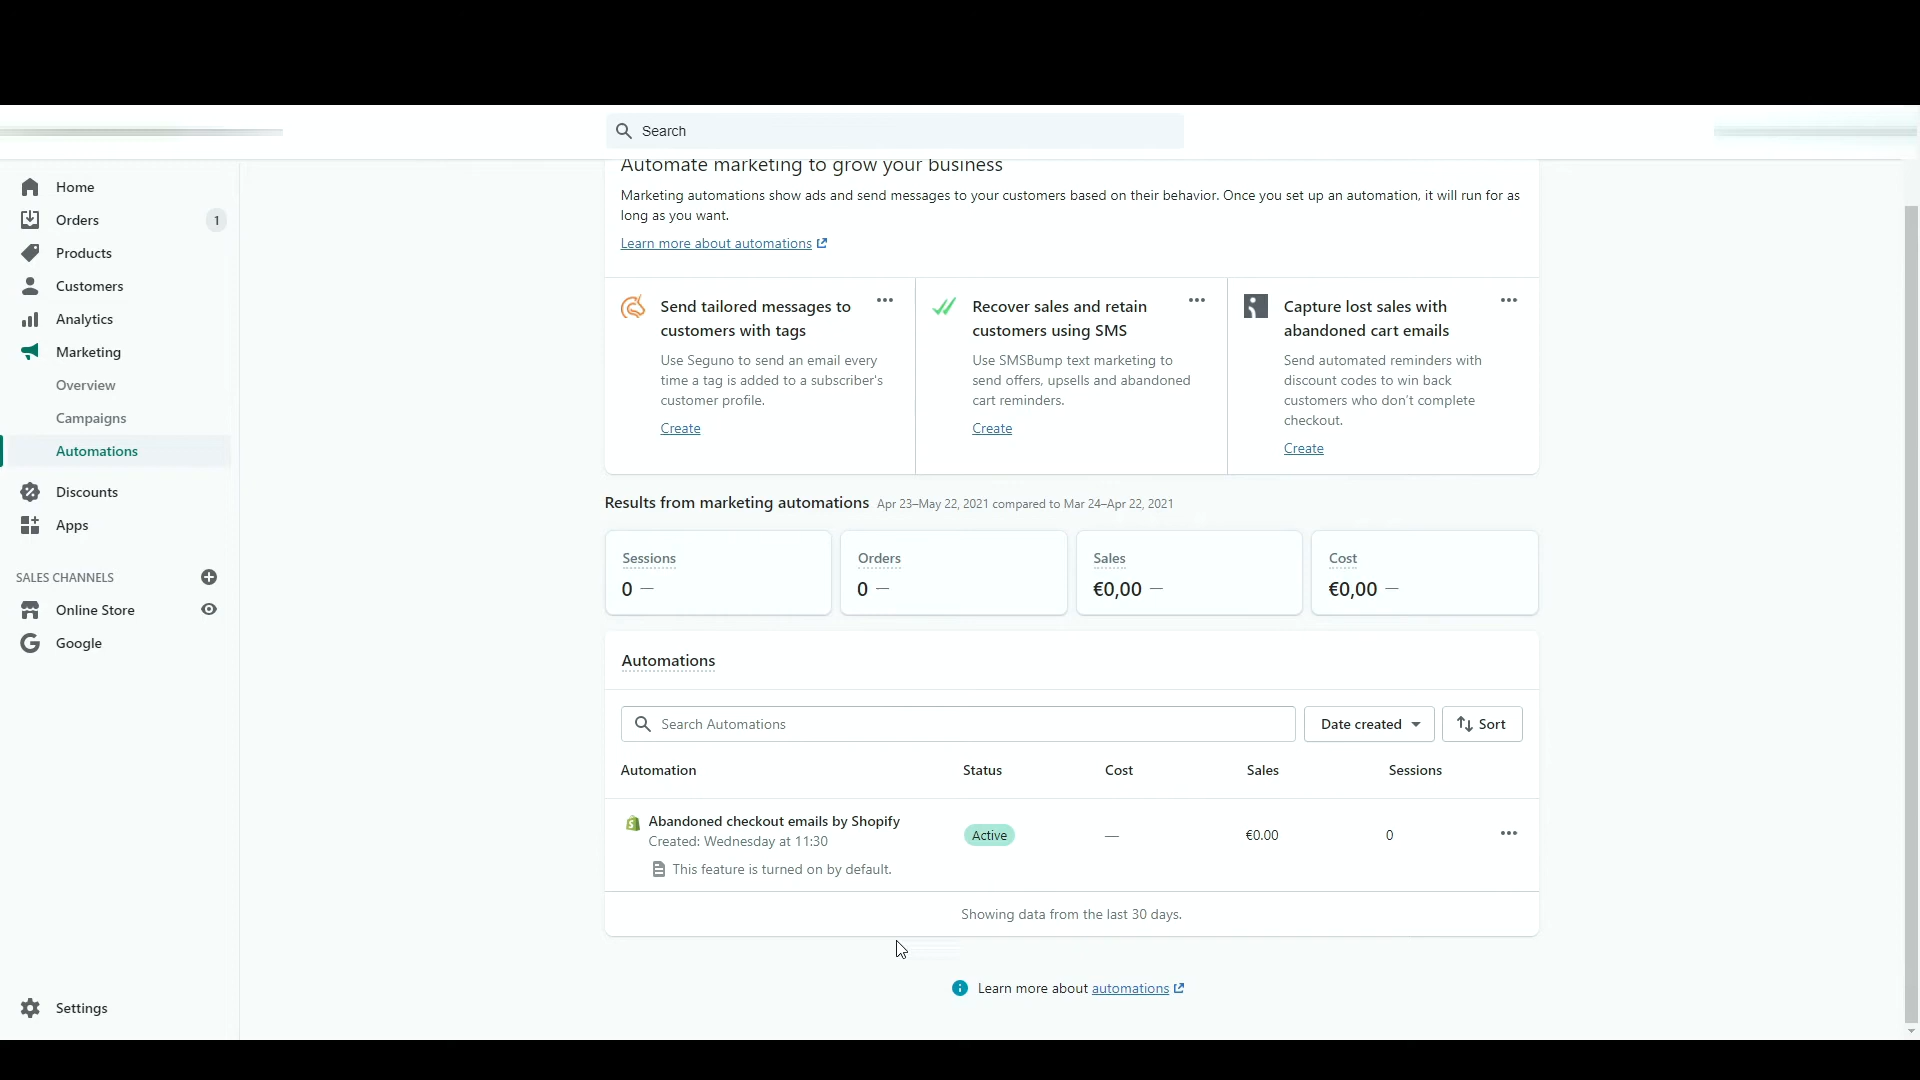 Search
Home
Orders 1
Products
Customers
Analytics
Marketing
Overview
Campaigns
Automations
Discounts
Apps
SALES CHANNELS
Online Store
Google
Settings
Automate marketing to grow your business
Marketing automations show ads and send messages to your customers based on their behavior. Once you set up an automation, it will run for as
long as you want.
Learn more about automations
Send tailored messages to
customers with tags
Use Seguno to send an email every
time a tag is added to a subscriber's
customer profile.
Create
Recover sales and retain
customers using SMS
Use SMSBump text marketing to
send offers, upsells and abandoned
cart reminders.
Create
Capture lost sales with
abandoned cart emails
Send automated reminders with
discount codes to win back
customers who don't complete
checkout.
Create
Results from marketing automations Apr 23–May 22, 2021 compared to Mar 24–Apr 22, 2021
Sessions
0 —
Orders
0 —
Sales
€0,00 —
Cost
€0,00 —
Automations
Search Automations Date created Sort
Automation Status Cost Sales Sessions
Abandoned checkout emails by Shopify
Created: Wednesday at 11:30
This feature is turned on by default.
Active — €0.00 0
Showing data from the last 30 days.
Learn more about automations